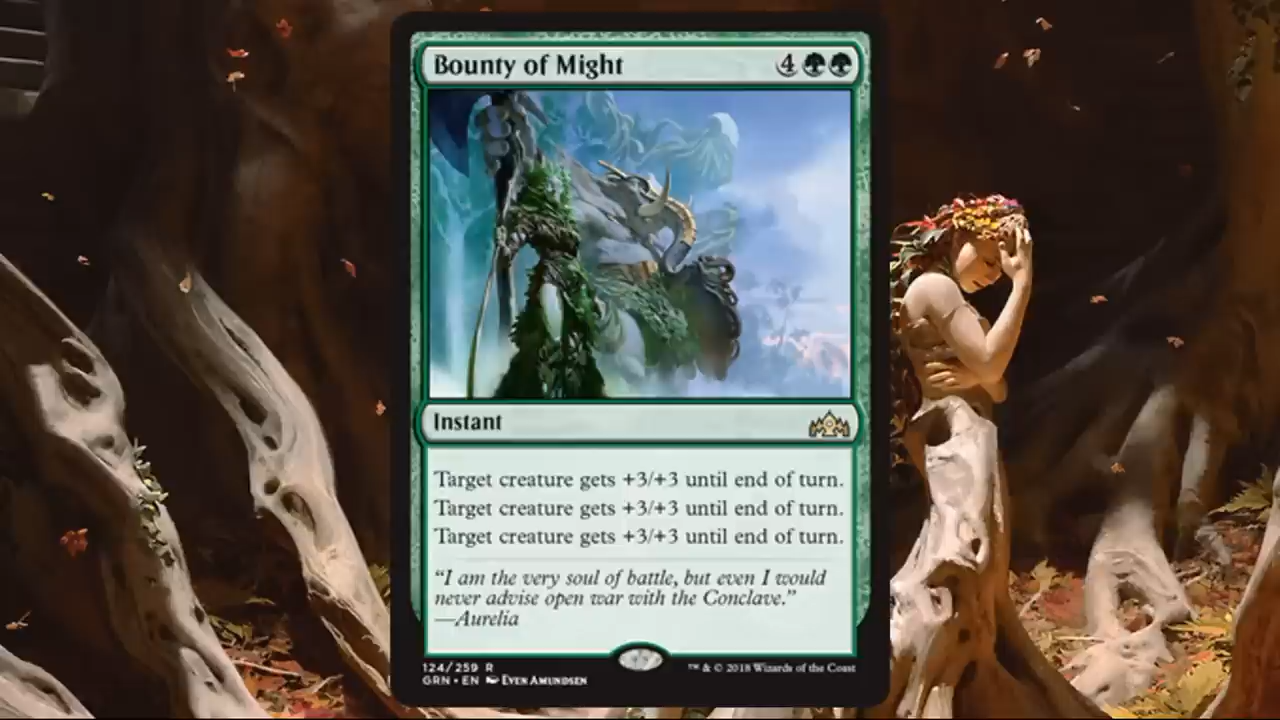 Bounty of Might 4
Instant
Target creature gets +3/+3 until end of turn.
Target creature gets +3/+3 until end of turn.
Target creature gets +3/+3 until end of turn.
“I am the very soul of battle, but even I would
never advise open war with the Conclave.”
—Aurelia
124/259 R
™ & © 2018 Wizards of the Coast
GRN • EN Even Amundsen